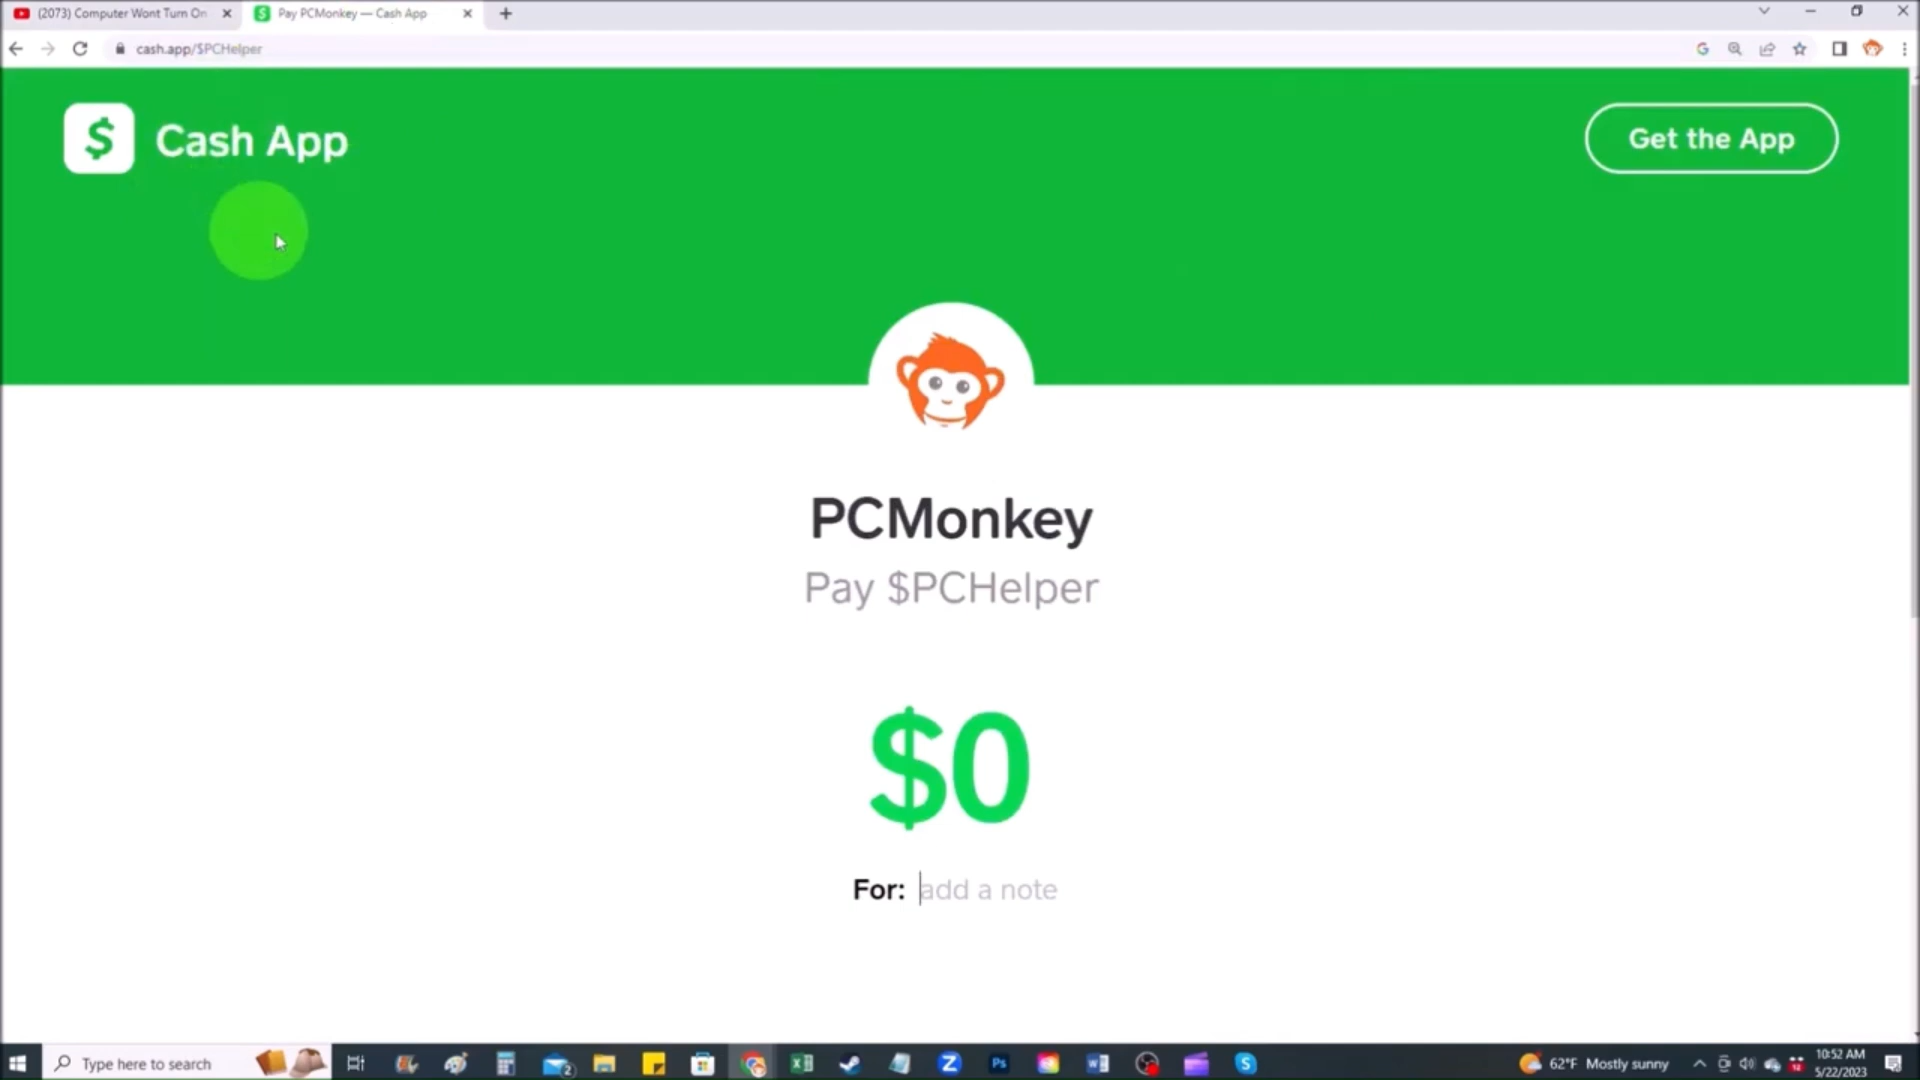 (2073) Computer Wont Turn On
Pay PCMonkey — Cash App
cash.app/$PCHelper
$ Cash App
Get the App
PCMonkey
Pay $PCHelper
$0
For: add a note
Type here to search
62°F Mostly sunny
10:52 AM
5/22/2023